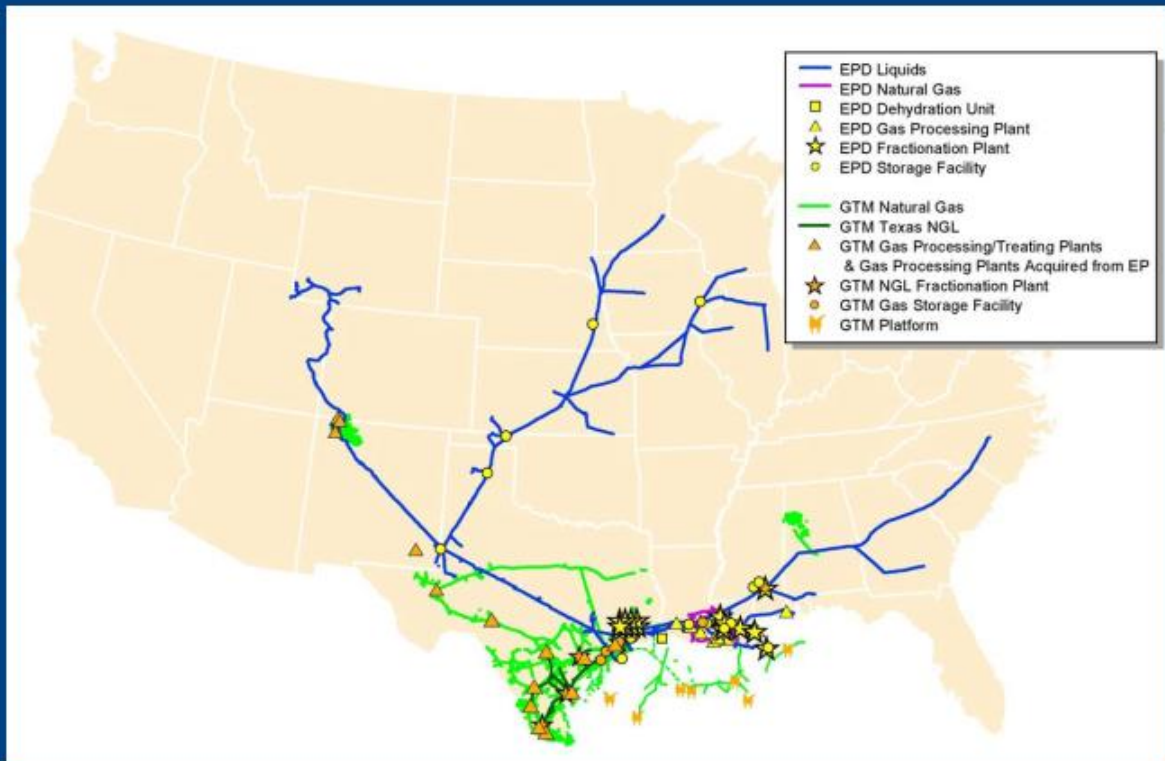 EPD Liquids
EPD Natural Gas
EPD Dehydration Unit
EPD Gas Processing Plant
EPD Fractionation Plant
EPD Storage Facility
GTM Natural Gas
GTM Texas NGL
GTM Gas Processing/Treating Plants
& Gas Processing Plants Acquired from EP
GTM NGL Fractionation Plant
GTM Gas Storage Facility
GTM Platform